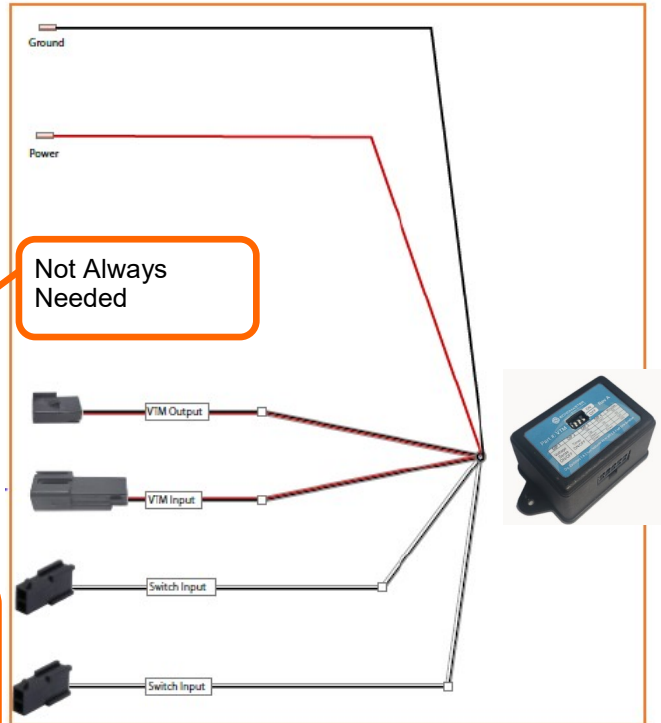 Ground
Power
Not Always
Needed
VTM Output
VTM Input
Switch Input
Switch Input